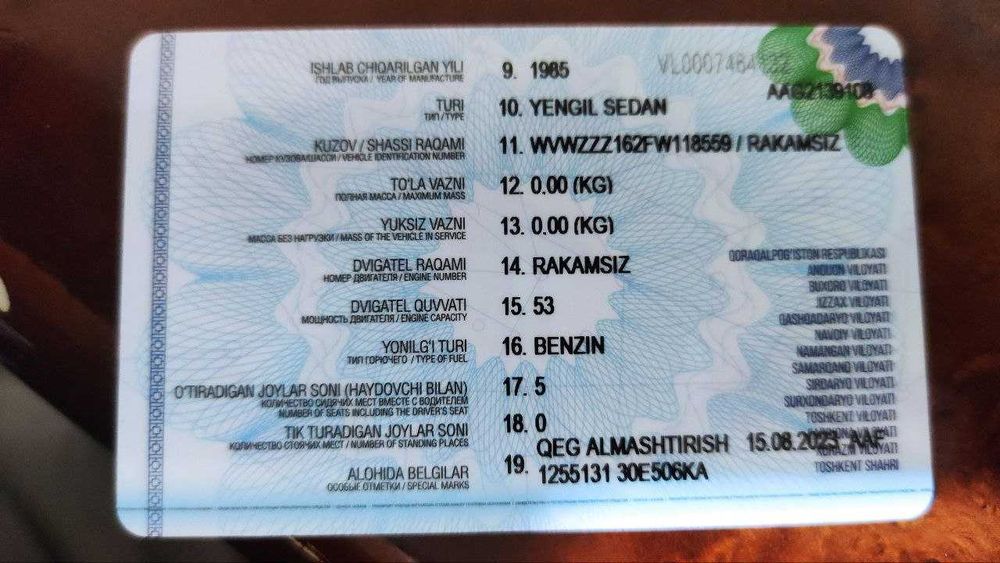 VL0007484
AAG2139108
ISHLAB CHIQARILGAN YILI 9. 1985
ГОД ВЫПУСКА / YEAR OF MANUFACTURE
TURI 10. YENGIL SEDAN
ТИП / TYPE
KUZOV / SHASSI RAQAMI 11. WVWZZZ162FW118559 / RAKAMSIZ
НОМЕР КУЗОВА/ШАССИ / VEHICLE IDENTIFICATION NUMBER
TO'LA VAZNI 12. 0.00 (KG)
ПОЛНАЯ МАССА / MAXIMUM MASS
YUKSIZ VAZNI 13. 0.00 (KG)
МАССА БЕЗ НАГРУЗКИ / MASS OF THE VEHICLE IN SERVICE
DVIGATEL RAQAMI 14. RAKAMSIZ
НОМЕР ДВИГАТЕЛЯ / ENGINE NUMBER
DVIGATEL QUVVATI 15. 53
МОЩНОСТЬ ДВИГАТЕЛЯ / ENGINE CAPACITY
YONILG'I TURI 16. BENZIN
ТИП ГОРЮЧЕГО / TYPE OF FUEL
O'TIRADIGAN JOYLAR SONI (HAYDOVCHI BILAN) 17. 5
КОЛИЧЕСТВО СИДЯЧИХ МЕСТ ВМЕСТЕ С ВОДИТЕЛЕМ
NUMBER OF SEATS INCLUDING THE DRIVER'S SEAT
TIK TURADIGAN JOYLAR SONI 18. 0
КОЛИЧЕСТВО СТОЯЧИХ МЕСТ / NUMBER OF STANDING PLACES
ALOHIDA BELGILAR 19. QEG ALMASHTIRISH 15.08.2023 AAF
ОСОБЫЕ ОТМЕТКИ / SPECIAL MARKS
1255131 30E506KA
QORAQALPOG'ISTON RESPUBLIKASI
ANDIJON VILOYATI
BUXORO VILOYATI
JIZZAX VILOYATI
QASHQADARYO VILOYATI
NAVOIY VILOYATI
NAMANGAN VILOYATI
SAMARQAND VILOYATI
SIRDARYO VILOYATI
SURXONDARYO VILOYATI
TOSHKENT VILOYATI
VILOYATI
XORAZM VILOYATI
TOSHKENT SHAHRI